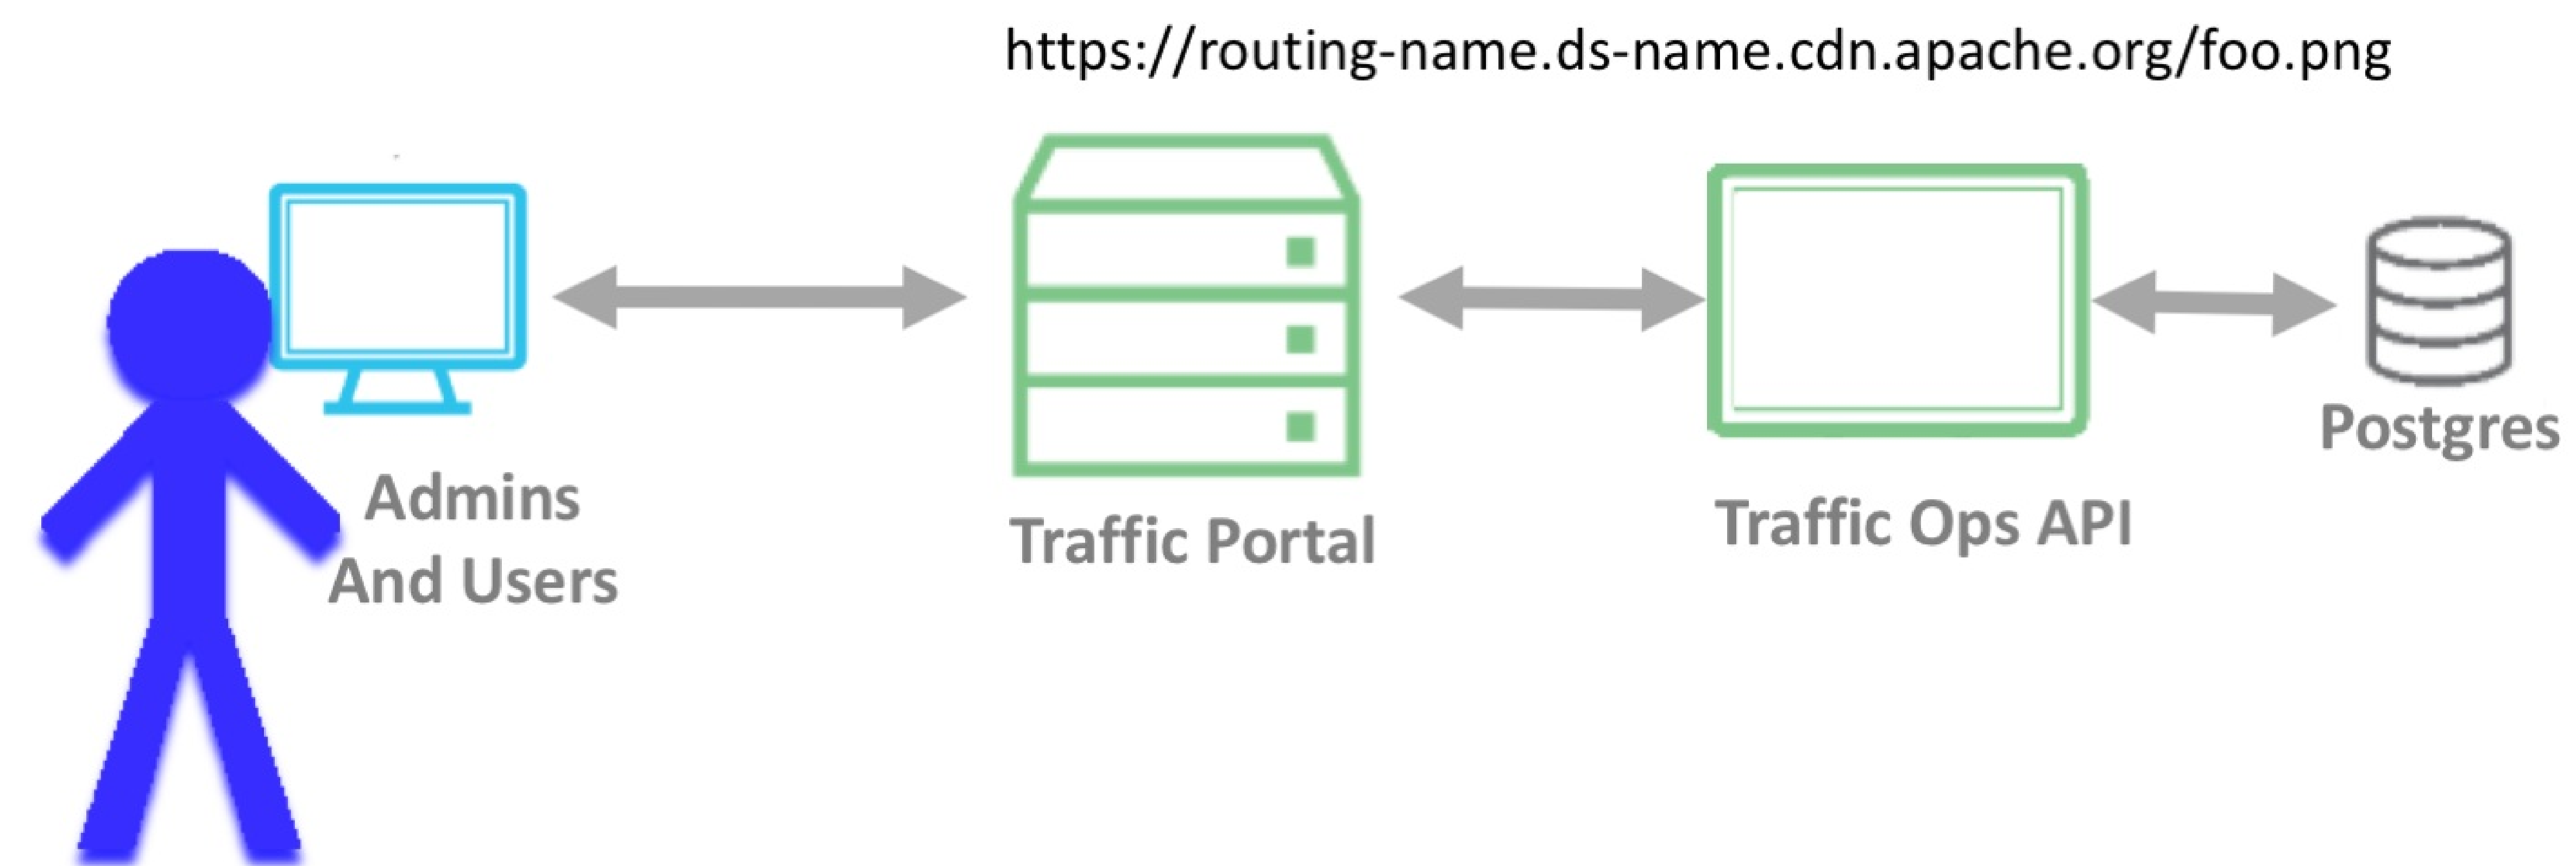 https://routing-name.ds-name.cdn.apache.org/foo.png
Admins
And Users
Traffic Portal
Traffic Ops API
Postgres